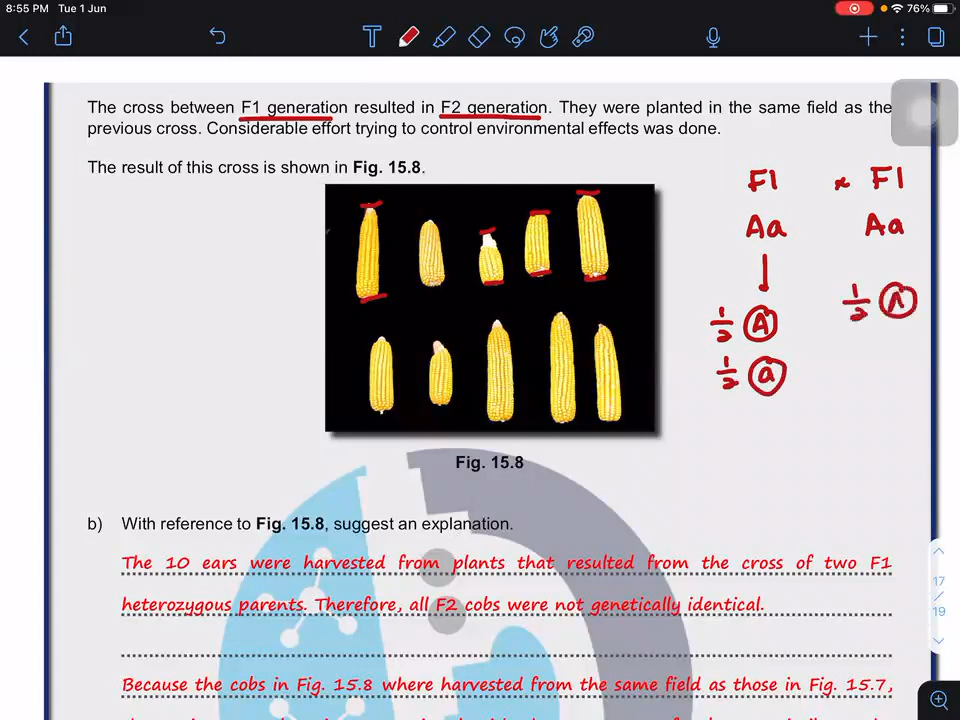 8:55 PM Tue 1 Jun
76%
The cross between F1 generation resulted in F2 generation. They were planted in the same field as the
previous cross. Considerable effort trying to control environmental effects was done.
The result of this cross is shown in Fig. 15.8.
F1 x F1
Aa Aa
1/2 A 1/2 A
1/2 a
Fig. 15.8
b) With reference to Fig. 15.8, suggest an explanation.
The 10 ears were harvested from plants that resulted from the cross of two F1
heterozygous parents. Therefore, all F2 cobs were not genetically identical.
Because the cobs in Fig. 15.8 where harvested from the same field as those in Fig. 15.7,
17
/
19